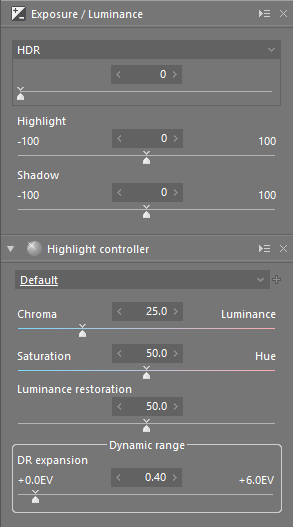 Exposure / Luminance
HDR
0
Highlight
-100 0 100
Shadow
-100 0 100
Highlight controller
Default
Chroma 25.0 Luminance
Saturation 50.0 Hue
Luminance restoration
50.0
Dynamic range
DR expansion
+0.0EV 0.40 +6.0EV